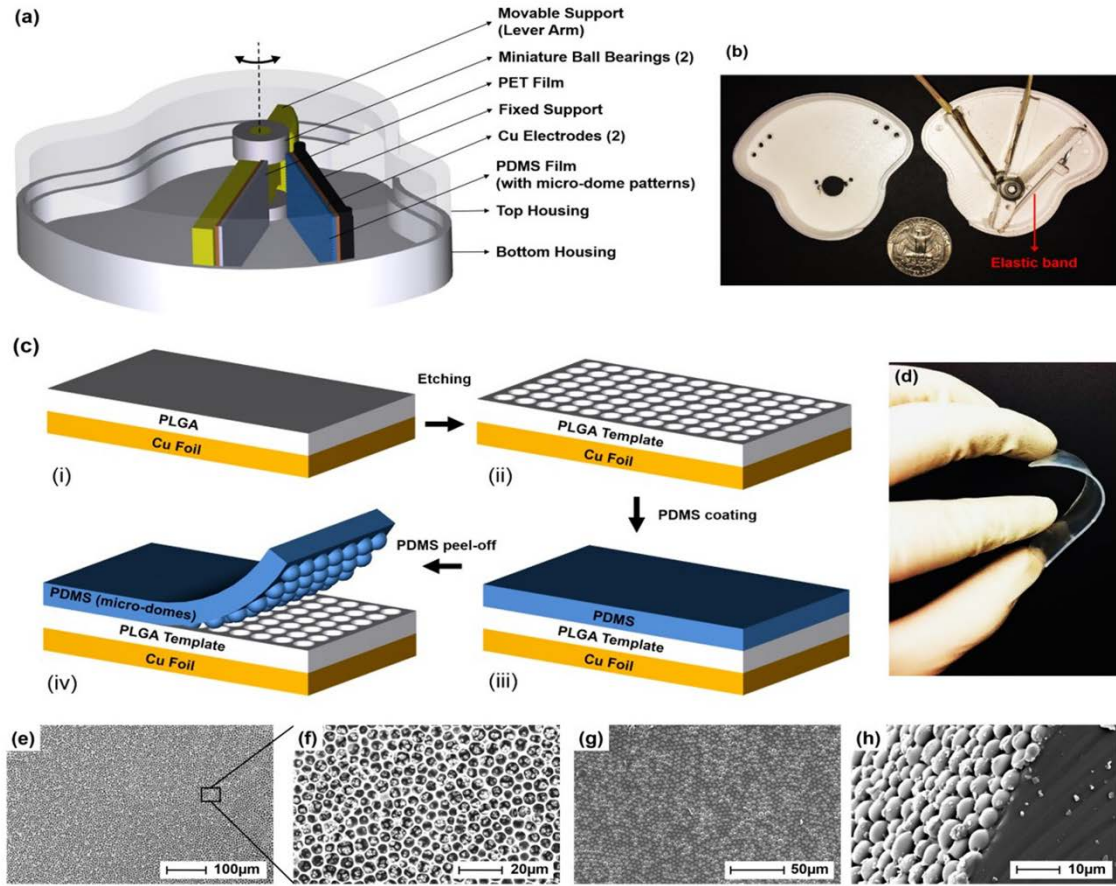 (a)
Movable Support
(Lever Arm)
Miniature Ball Bearings (2)
PET Film
Fixed Support
Cu Electrodes (2)
PDMS Film
(with micro-dome patterns)
Top Housing
Bottom Housing
(b)
Elastic band
(c)
PLGA
Cu Foil
(i)
Etching
PLGA Template
Cu Foil
(ii)
PDMS coating
PDMS
PLGA Template
Cu Foil
(iii)
PDMS peel-off
PDMS (micro-domes)
PLGA Template
Cu Foil
(iv)
(d)
(e)
100μm
(f)
20μm
(g)
50μm
(h)
10μm